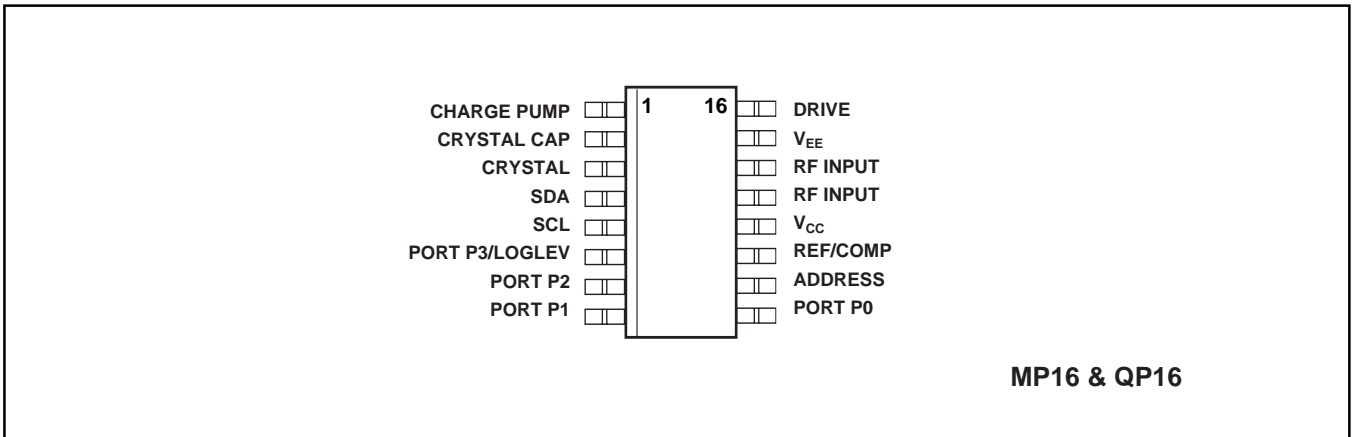 CHARGE PUMP 1 16 DRIVE
CRYSTAL CAP VEE
CRYSTAL RF INPUT
SDA RF INPUT
SCL VCC
PORT P3/LOGLEV REF/COMP
PORT P2 ADDRESS
PORT P1 PORT P0
MP16 & QP16